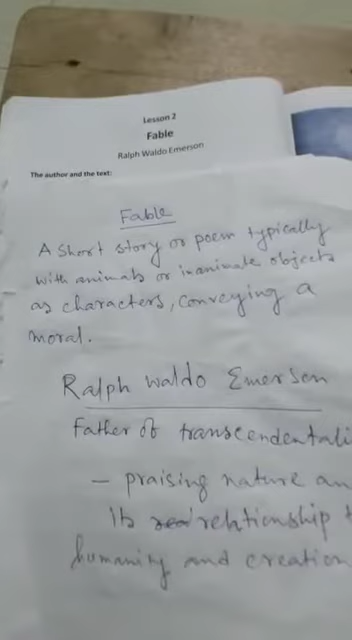 Lesson 2
Fable
Ralph Waldo Emerson
The author and the text:
Fable
A short story or poem typically
with animals or inanimate objects
as characters, conveying a
moral.
Ralph Waldo Emerson
Father of transcendentali
– praising nature an
Its relationship t
humanity and creation